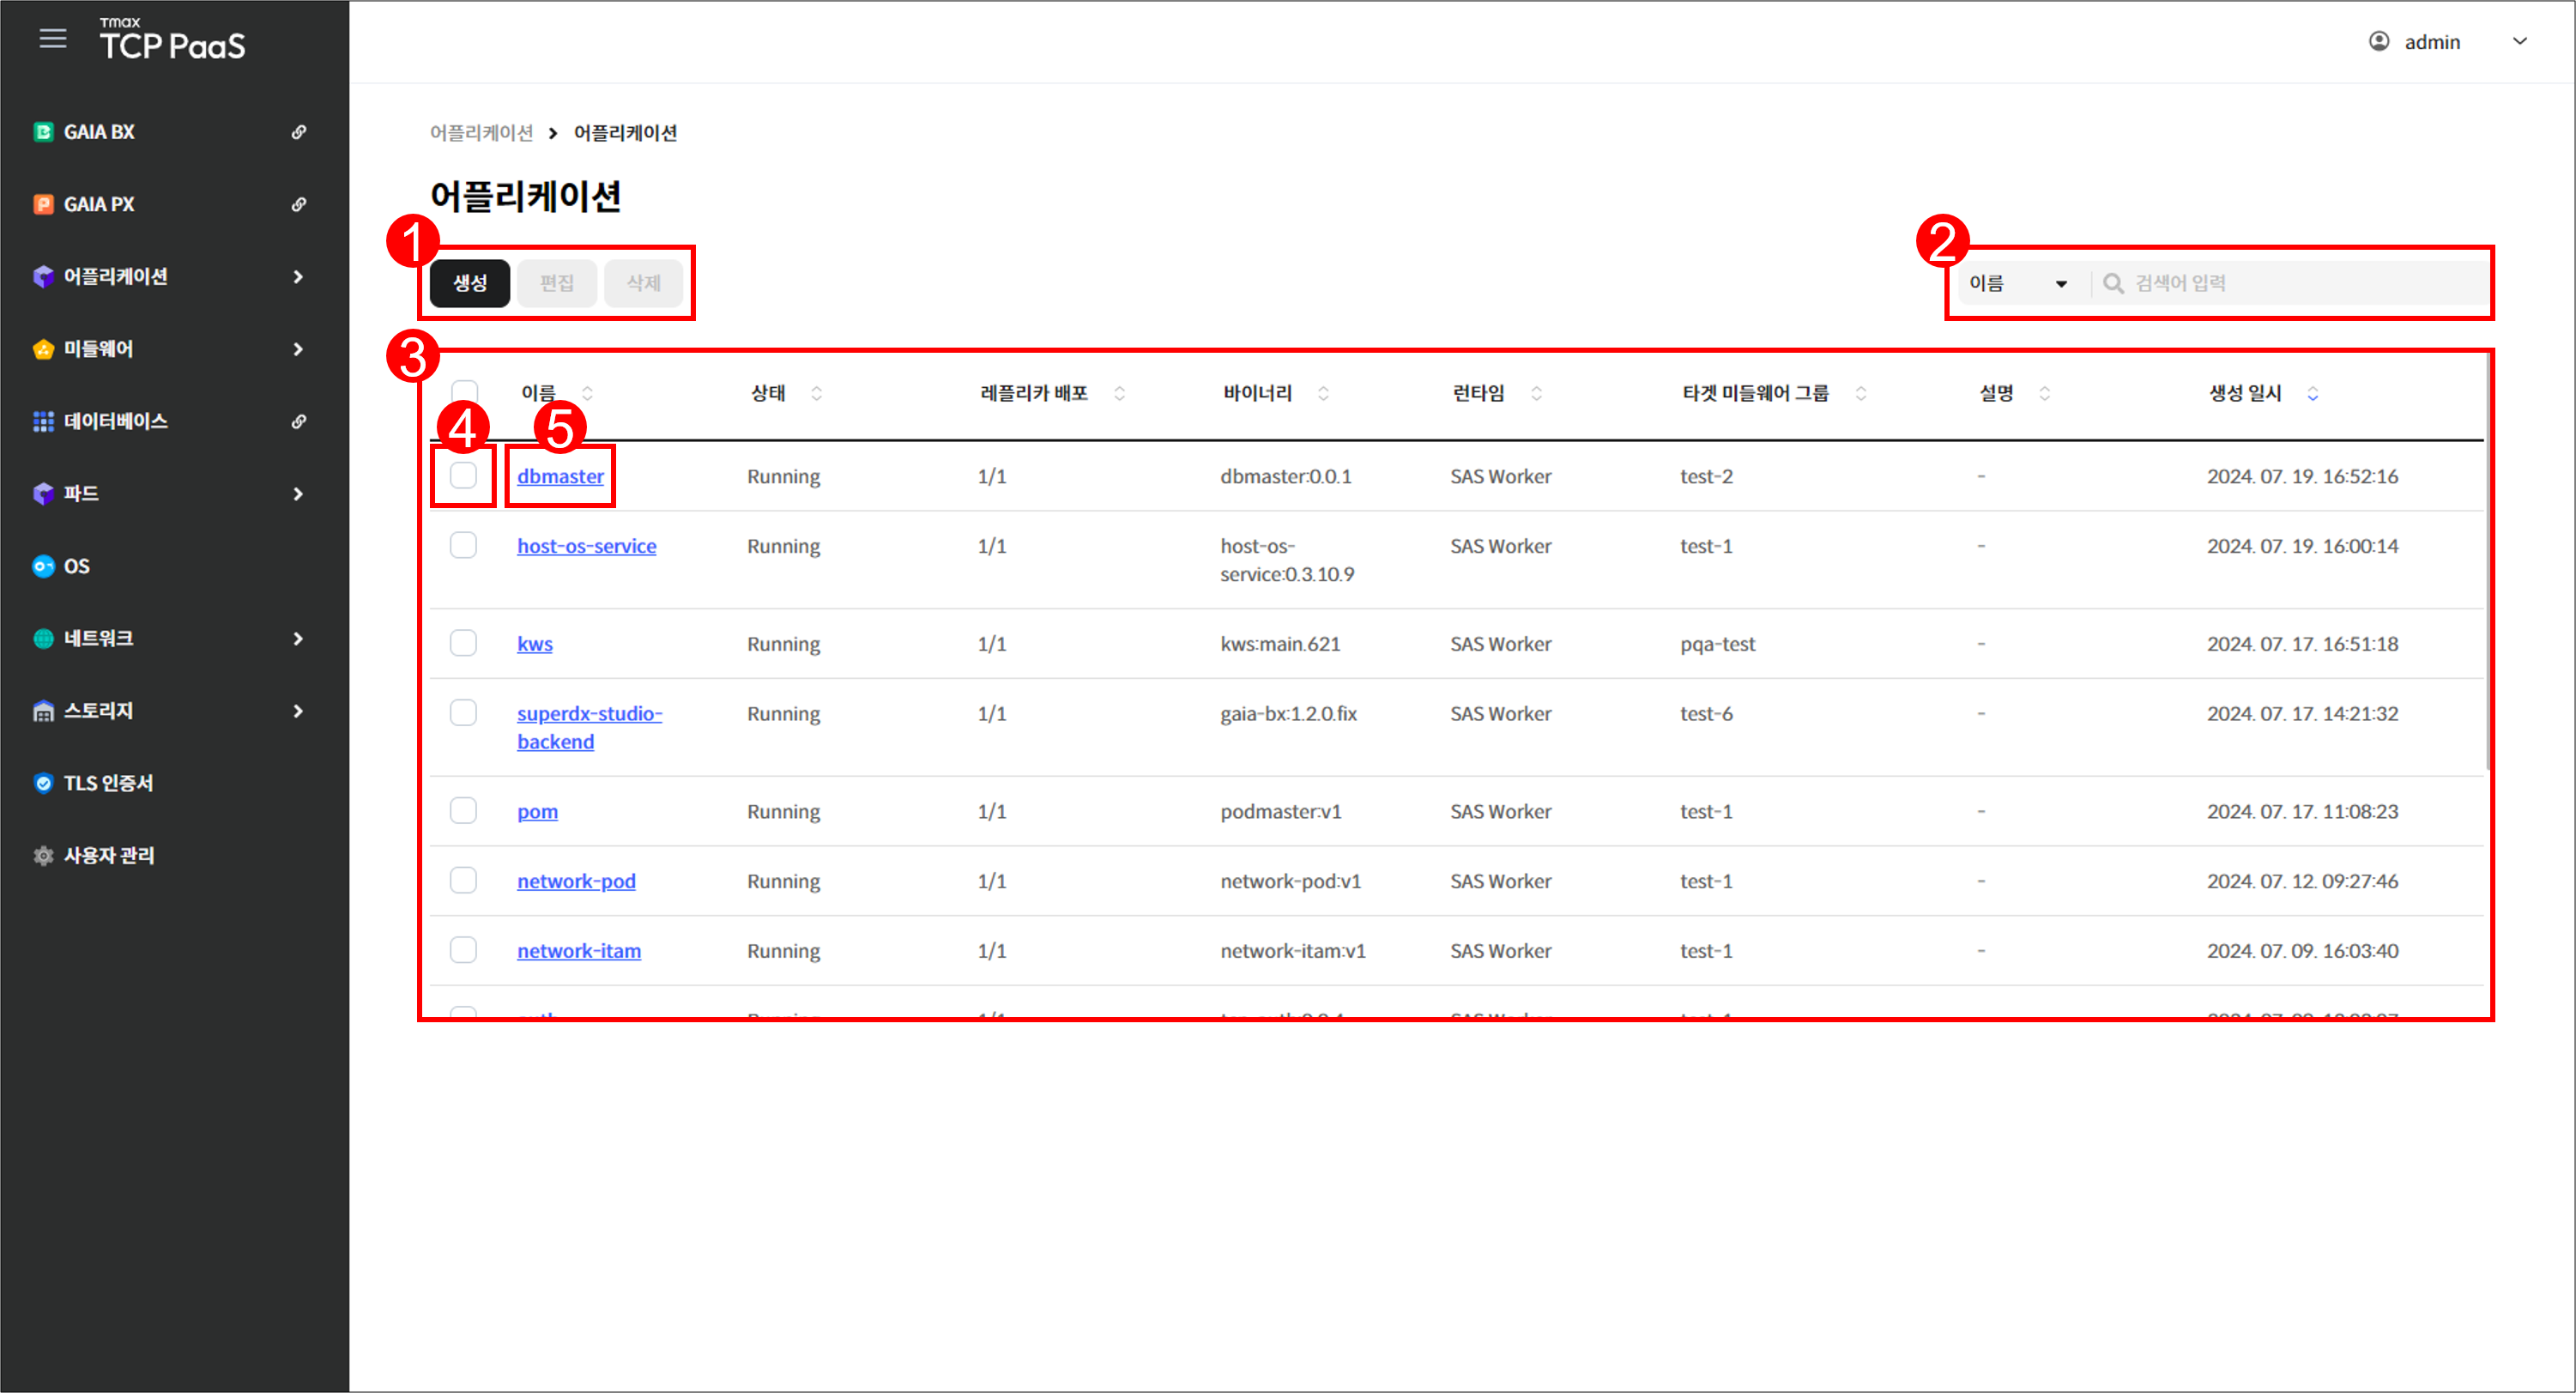 Tmax
TCP PaaS
admin
GAIA BX
GAIA PX
어플리케이션
미들웨어
데이터베이스
파드
OS
네트워크
스토리지
TLS 인증서
사용자 관리
어플리케이션 > 어플리케이션
어플리케이션
1
생성 편집 삭제
2
이름 검색어 입력
3
이름 상태 레플리카 배포 바이너리 런타임 타겟 미들웨어 그룹 설명 생성 일시
4 5
dbmaster Running 1/1 dbmaster:0.0.1 SAS Worker test-2 - 2024. 07. 19. 16:52:16
host-os-service Running 1/1 host-os- SAS Worker test-1 - 2024. 07. 19. 16:00:14
service:0.3.10.9
kws Running 1/1 kws:main.621 SAS Worker pqa-test - 2024. 07. 17. 16:51:18
superdx-studio- Running 1/1 gaia-bx:1.2.0.fix SAS Worker test-6 - 2024. 07. 17. 14:21:32
backend
pom Running 1/1 podmaster:v1 SAS Worker test-1 - 2024. 07. 17. 11:08:23
network-pod Running 1/1 network-pod:v1 SAS Worker test-1 - 2024. 07. 12. 09:27:46
network-itam Running 1/1 network-itam:v1 SAS Worker test-1 - 2024. 07. 09. 16:03:40